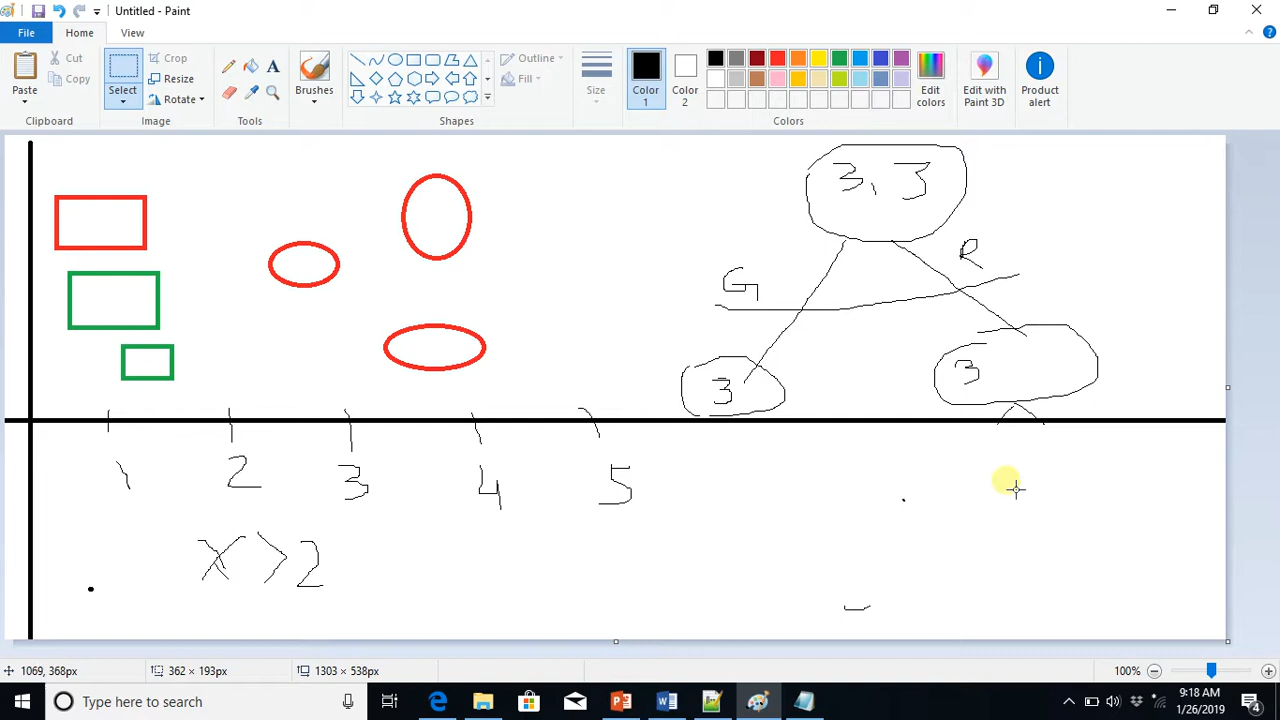 Untitled - Paint
File Home View
Paste
Cut
Copy
Clipboard
Select
Crop
Resize
Rotate
Image
Tools
Brushes
Outline
Fill
Shapes
Size
Color 1
Color 2
Colors
Edit colors
Edit with Paint 3D
Product alert
3, 3
G
R
3
3
1 2 3 4 5
X > 2
1069, 368px
362 × 193px
1303 × 538px
100%
Type here to search
9:18 AM
1/26/2019
4